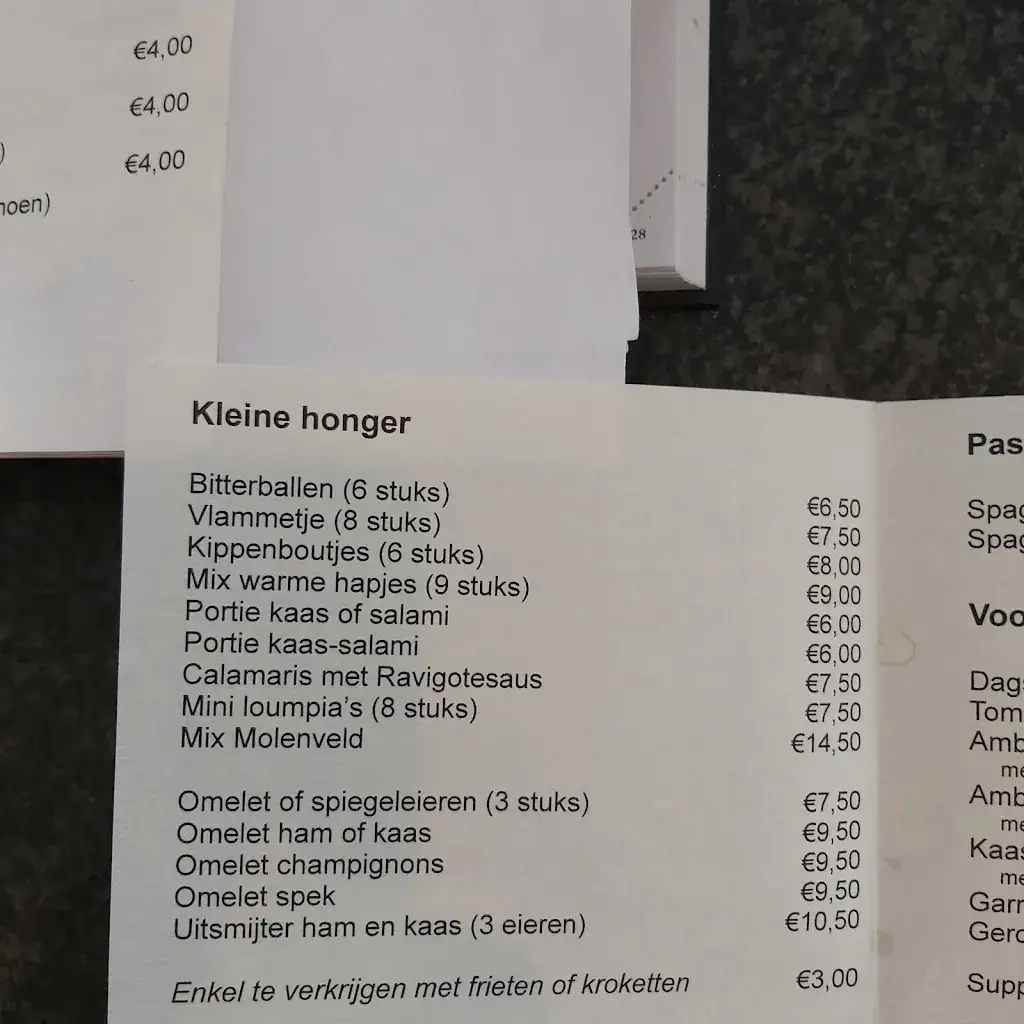 €4,00
€4,00
€4,00
28
Kleine honger
Bitterballen (6 stuks) €6,50
Vlammetje (8 stuks) €7,50
Kippenboutjes (6 stuks) €8,00
Mix warme hapjes (9 stuks) €9,00
Portie kaas of salami €6,00
Portie kaas-salami €6,00
Calamaris met Ravigotesaus €7,50
Mini loumpia's (8 stuks) €7,50
Mix Molenveld €14,50
Omelet of spiegeleieren (3 stuks) €7,50
Omelet ham of kaas €9,50
Omelet champignons €9,50
Omelet spek €9,50
Uitsmijter ham en kaas (3 eieren) €10,50
Enkel te verkrijgen met frieten of kroketten €3,00